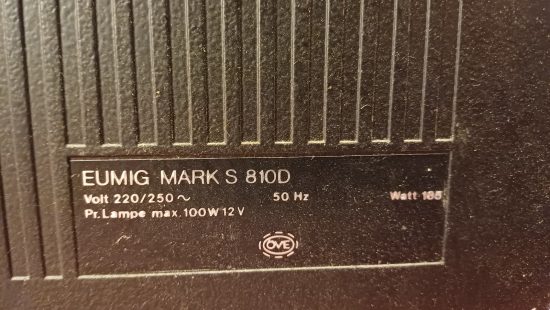 EUMIG MARK S 810D
Volt 220/250 ~ 50 Hz Watt 185
Pr. Lampe max. 100W 12V
ÖVE